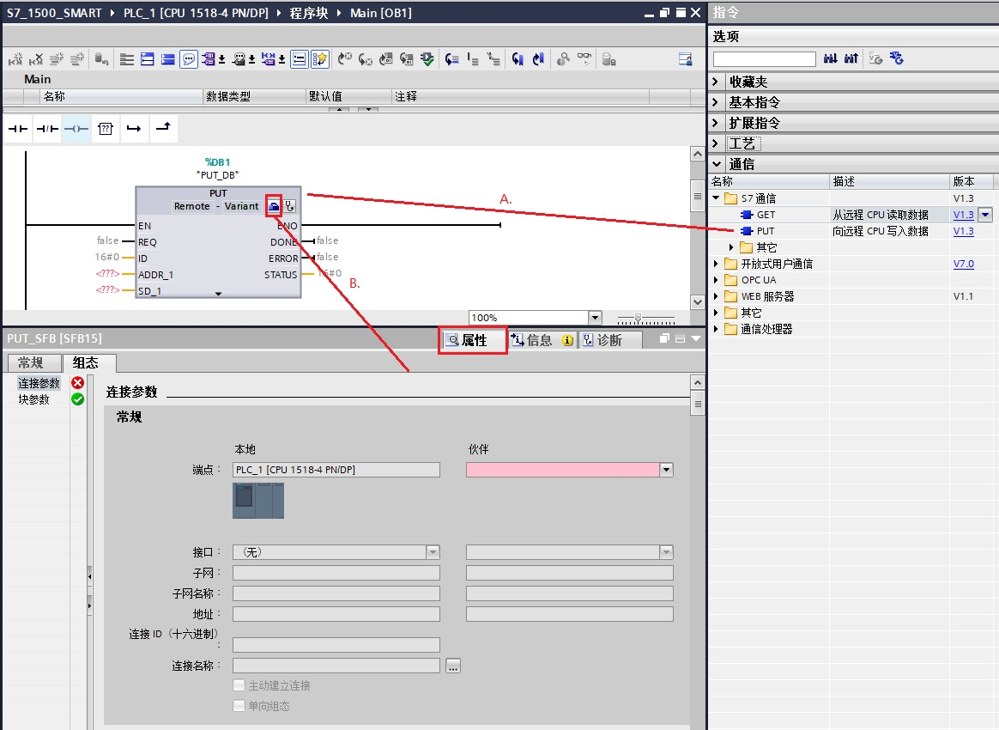 S7_1500_SMART PLC_1 [CPU 1518-4 PN/DP] 程序块 Main [OB1]
Main
名称 数据类型 默认值 注释
??
%DB1
"PUT_DB"
PUT
Remote - Variant
EN ENO
false REQ DONE false
16#0 ID ERROR false
<???> ADDR_1 STATUS 16#0
<???> SD_1
A.
B.
100%
PUT_SFB [SFB15]
属性 信息 诊断
常规 组态
连接参数
块参数
连接参数
常规
本地 伙伴
端点： PLC_1 [CPU 1518-4 PN/DP]
接口： （无）
子网：
子网名称：
地址：
连接 ID（十六进制）
：
连接名称： ...
主动建立连接
单向组态
指令
选项
收藏夹
基本指令
扩展指令
工艺
通信
名称 描述 版本
S7 通信 V1.3
GET 从远程 CPU 读取数据 V1.3
PUT 向远程 CPU 写入数据 V1.3
其它
开放式用户通信 V7.0
OPC UA
WEB 服务器 V1.1
其它
通信处理器